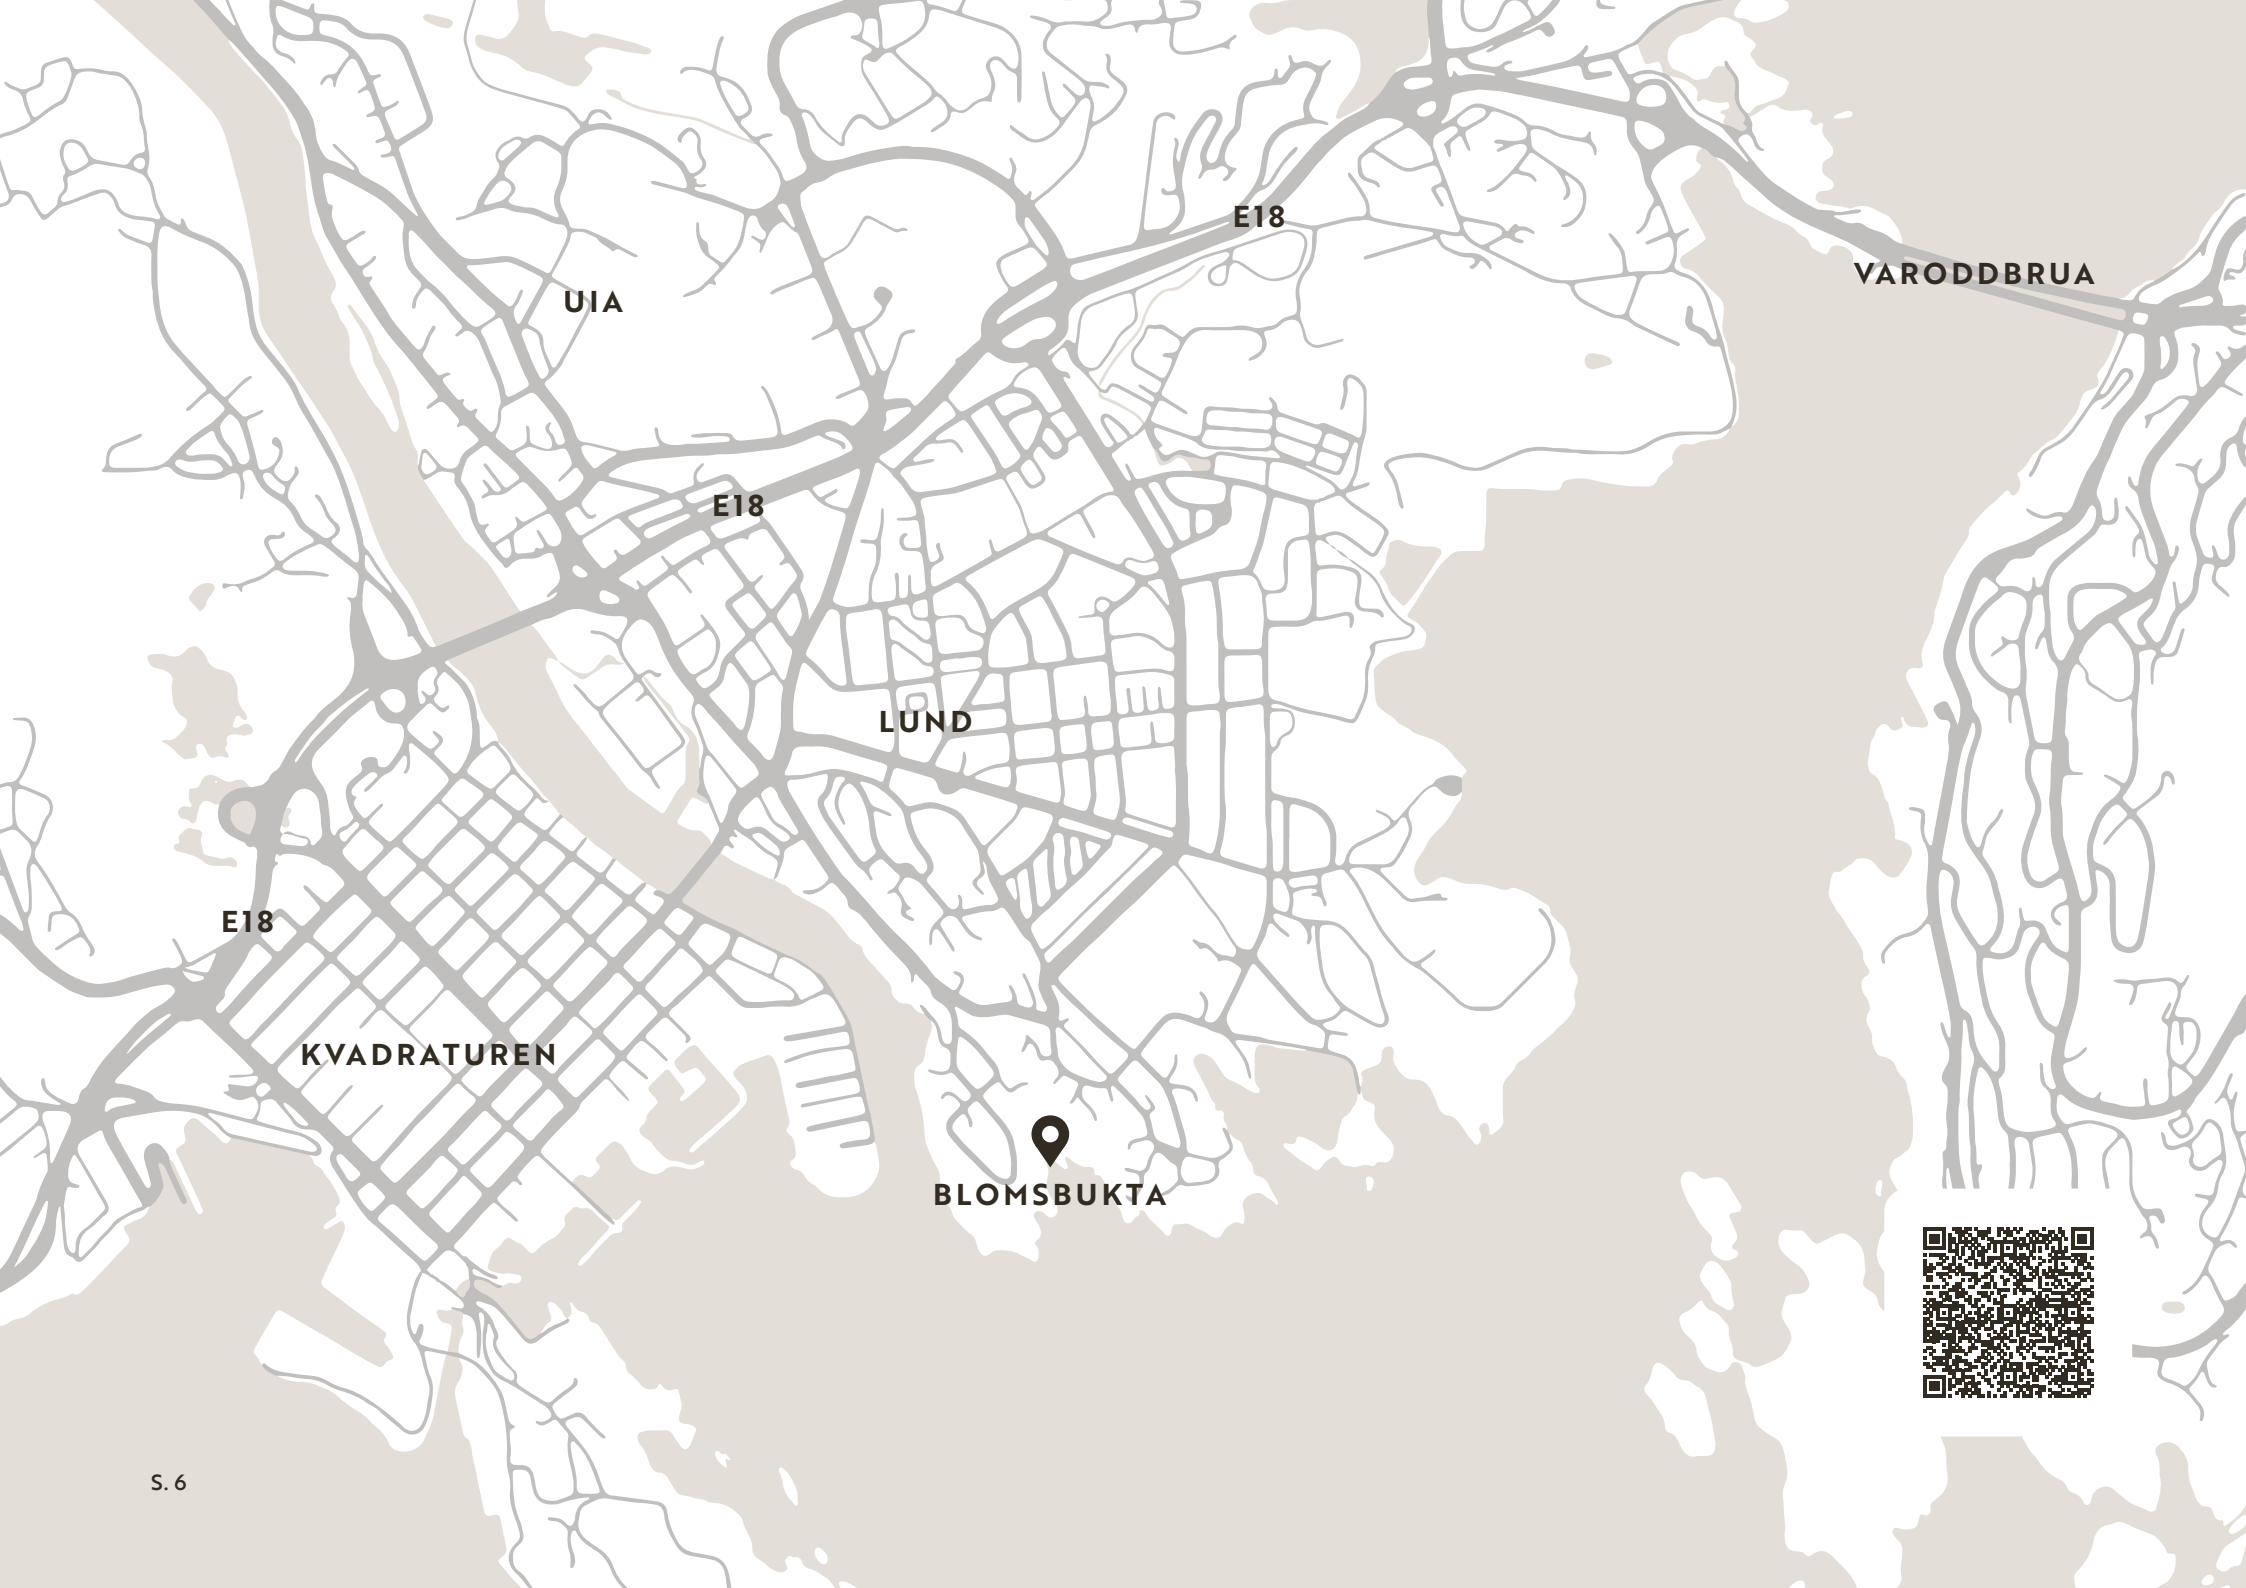 E18
VARODDBRUA
UIA
E18
LUND
E18
KVADRATUREN
BLOMSBUKTA
S. 6